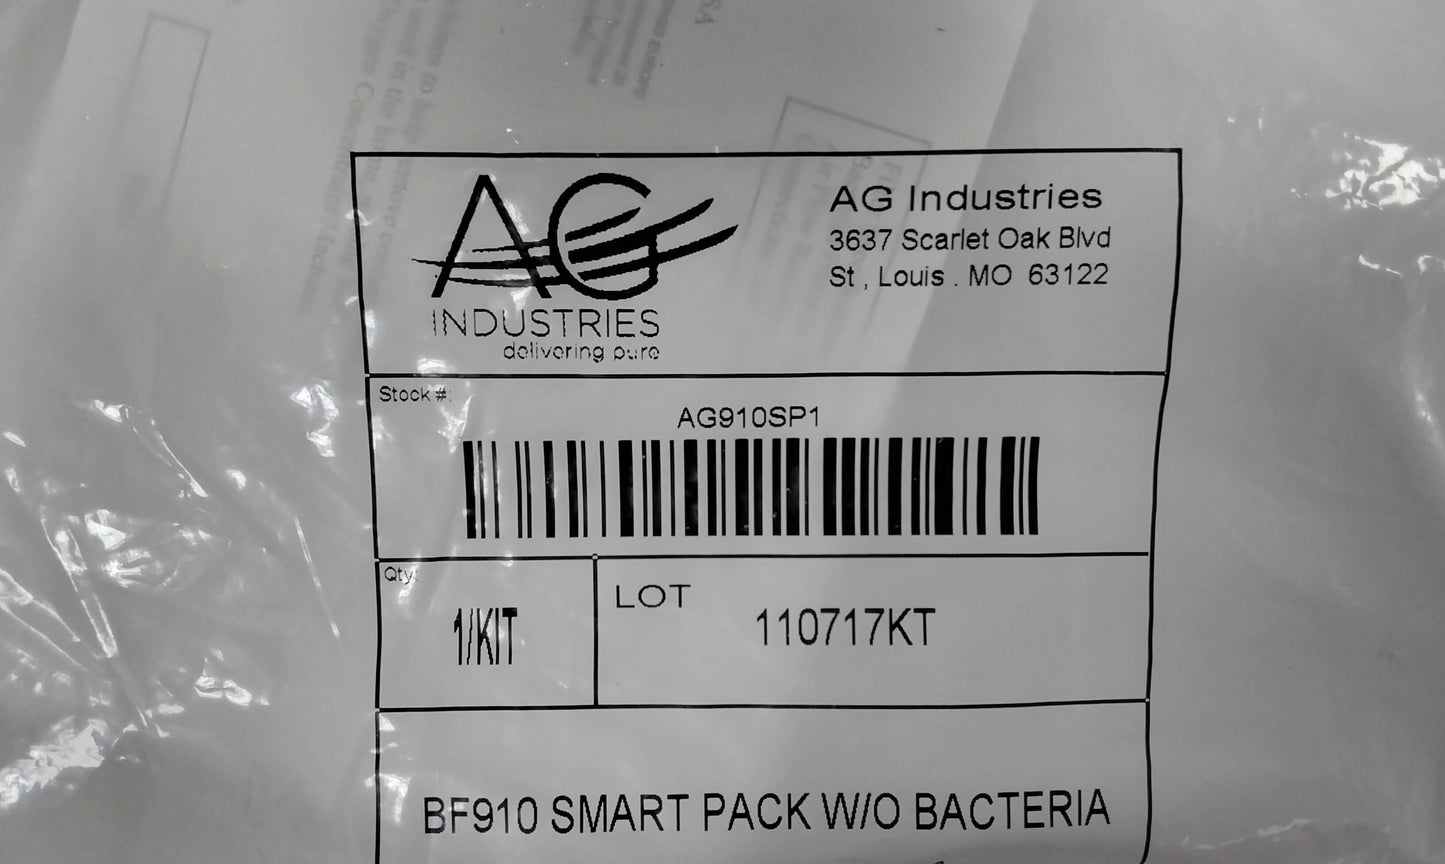 AG
INDUSTRIES
delivering pure
AG Industries
3637 Scarlet Oak Blvd
St , Louis . MO 63122
Stock #:
AG910SP1
Qty:
1/KIT
LOT
110717KT
BF910 SMART PACK W/O BACTERIA